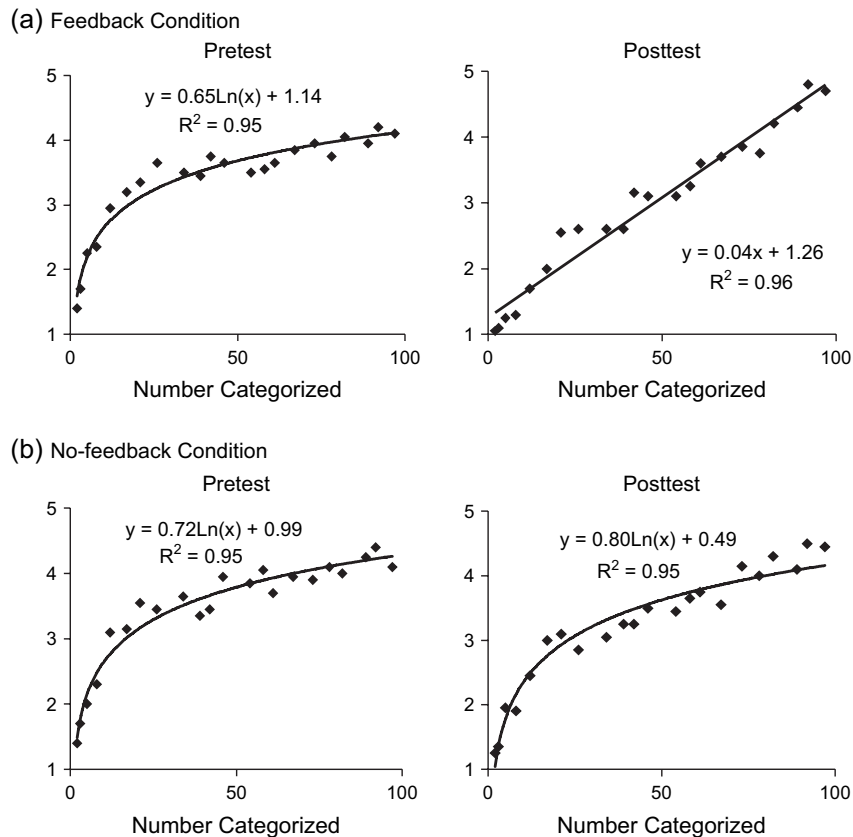 (a) Feedback Condition
Pretest
5
4
3
2
1
0
50
100
y = 0.65Ln(x) + 1.14
R² = 0.95
Number Categorized
Posttest
5
4
3
2
1
0
50
100
y = 0.04x + 1.26
R² = 0.96
Number Categorized
(b) No-feedback Condition
Pretest
5
4
3
2
1
0
50
100
y = 0.72Ln(x) + 0.99
R² = 0.95
Number Categorized
Posttest
5
4
3
2
1
0
50
100
y = 0.80Ln(x) + 0.49
R² = 0.95
Number Categorized